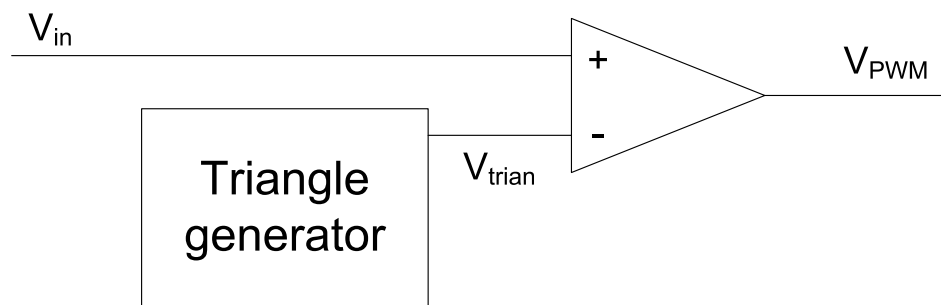 V_in
+
V_PWM
-
V_trian
Triangle
generator